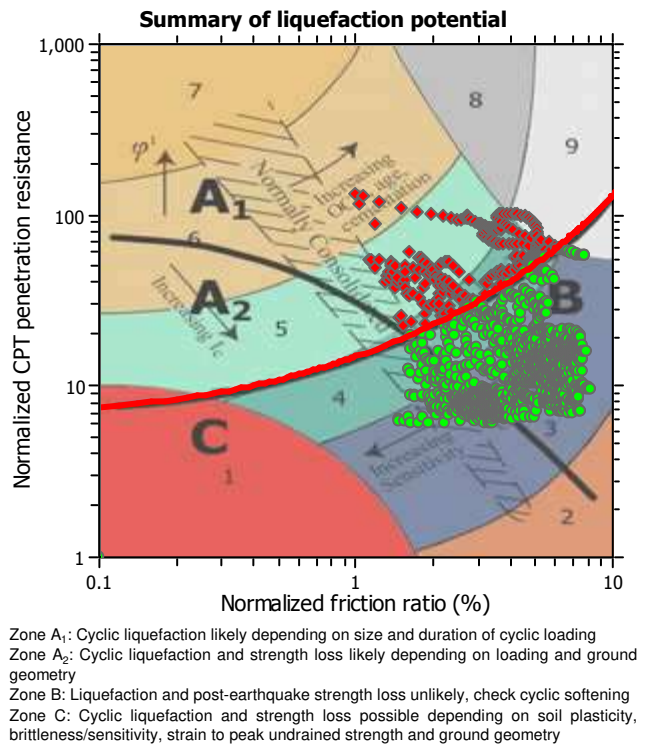 Summary of liquefaction potential
Normalized CPT penetration resistance
1,000
100
10
1
7
8
9
φ'
A1
Increasing
OCR, age,
cementation
Normally Consolidated
6
A2
Increasing Ic
5
B
4
C
1
3
Increasing
Sensitivity
2
0.1
1
10
Normalized friction ratio (%)
Zone A1: Cyclic liquefaction likely depending on size and duration of cyclic loading
Zone A2: Cyclic liquefaction and strength loss likely depending on loading and ground
geometry
Zone B: Liquefaction and post-earthquake strength loss unlikely, check cyclic softening
Zone C: Cyclic liquefaction and strength loss possible depending on soil plasticity,
brittleness/sensitivity, strain to peak undrained strength and ground geometry